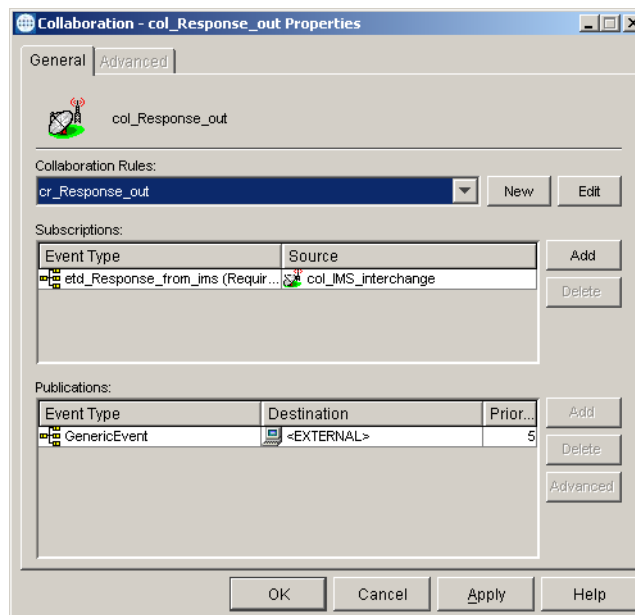 Collaboration - col_Response_out Properties
General Advanced
col_Response_out
Collaboration Rules:
cr_Response_out New Edit
Subscriptions:
Event Type Source Add
etd_Response_from_ims (Requir... col_IMS_interchange
Delete
Publications:
Event Type Destination Prior... Add
GenericEvent <EXTERNAL> 5
Delete
Advanced
OK Cancel Apply Help